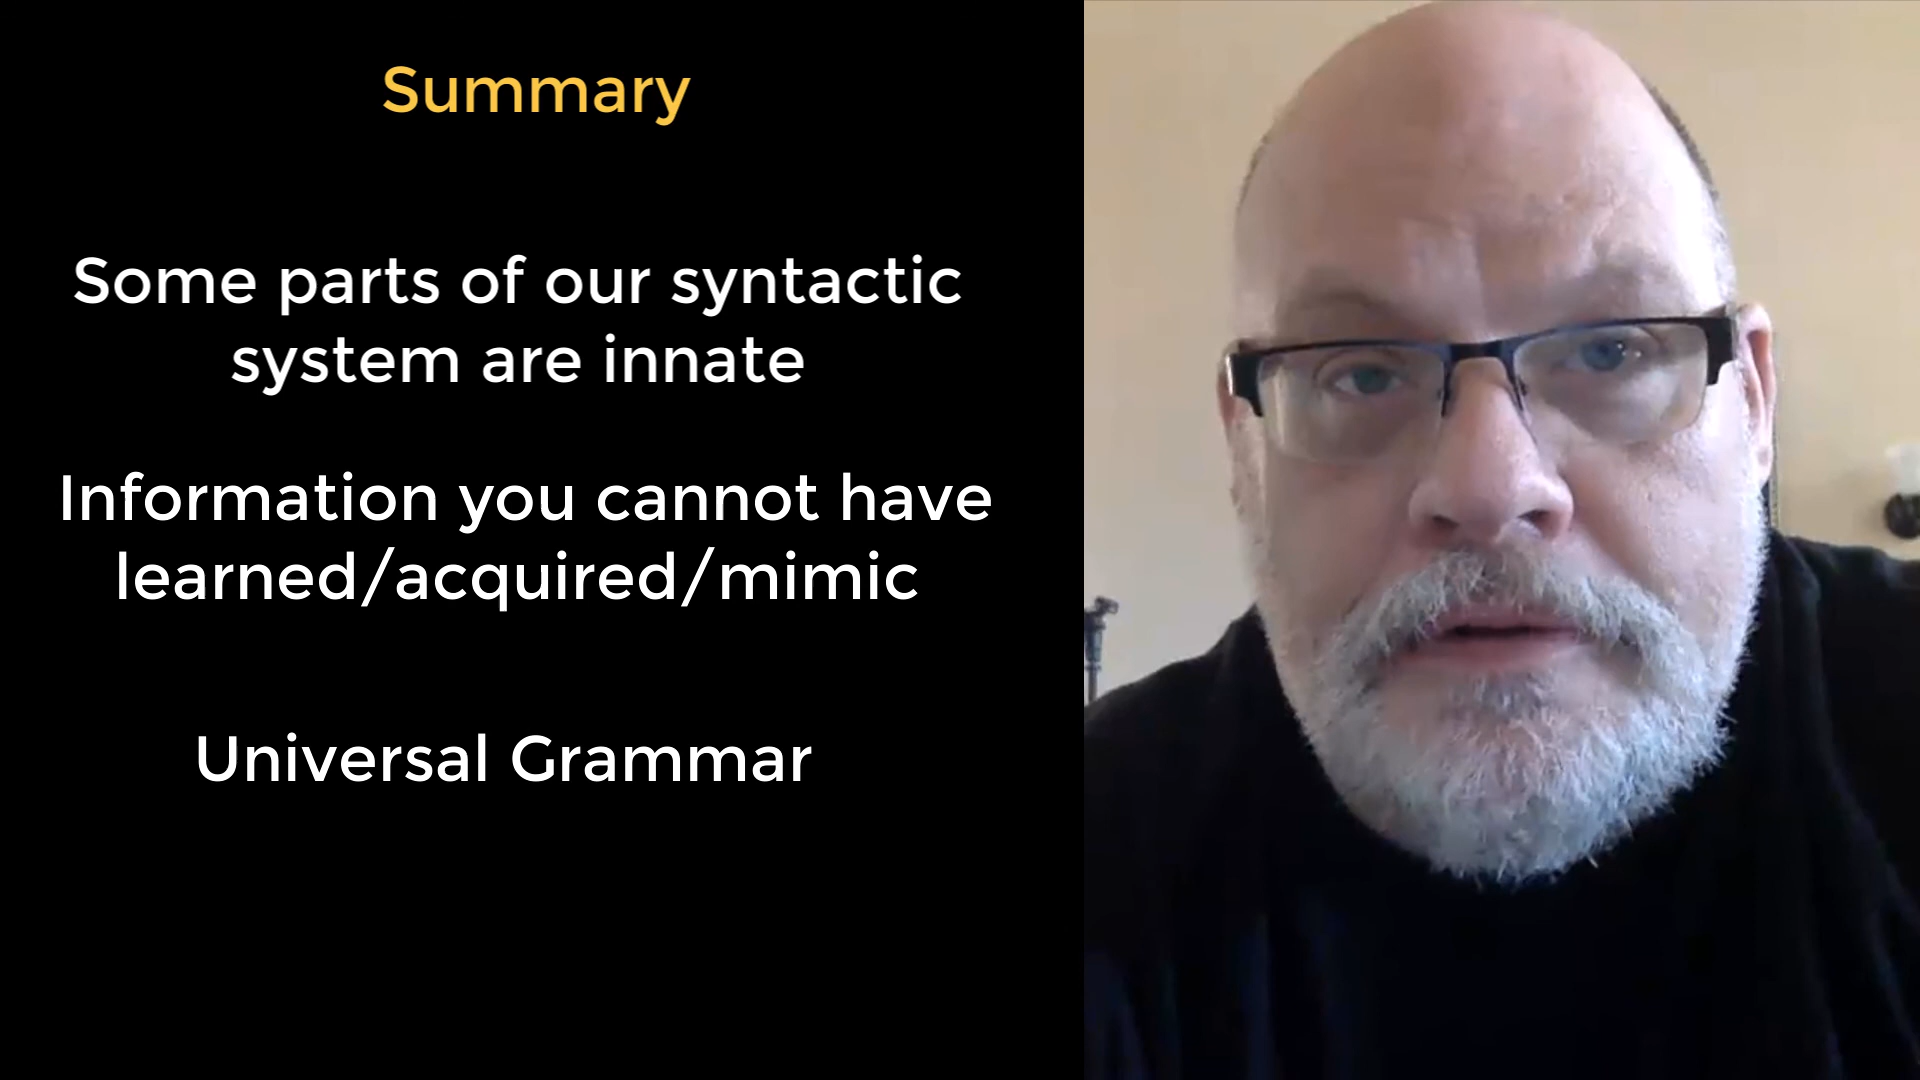 Summary
Some parts of our syntactic
system are innate
Information you cannot have
learned/acquired/mimic
Universal Grammar